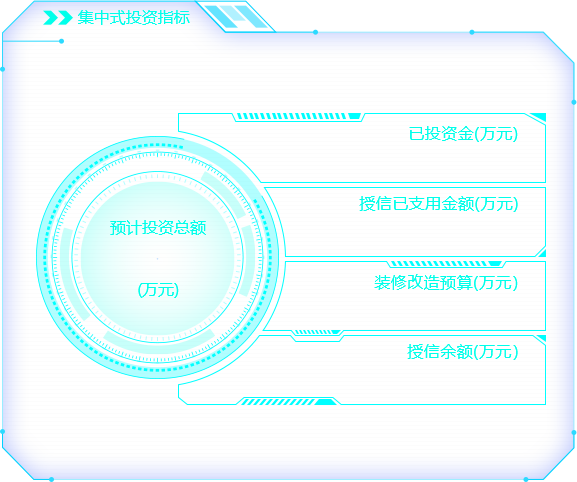 集中式投资指标
已投资金(万元)
授信已支用金额(万元)
预计投资总额
(万元)
装修改造预算(万元)
授信余额(万元)